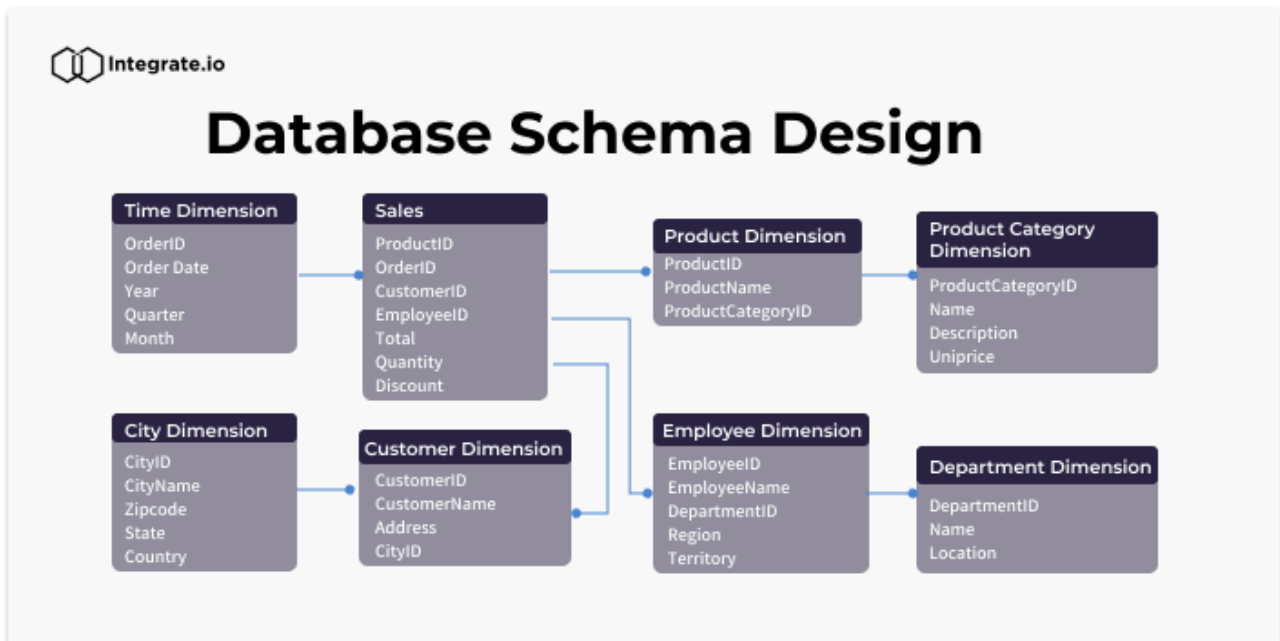 Integrate.io
Database Schema Design
Time Dimension
OrderID
Order Date
Year
Quarter
Month
Sales
ProductID
OrderID
CustomerID
EmployeeID
Total
Quantity
Discount
Product Dimension
ProductID
ProductName
ProductCategoryID
Product Category
Dimension
ProductCategoryID
Name
Description
Uniprice
City Dimension
CityID
CityName
Zipcode
State
Country
Customer Dimension
CustomerID
CustomerName
Address
CityID
Employee Dimension
EmployeeID
EmployeeName
DepartmentID
Region
Territory
Department Dimension
DepartmentID
Name
Location